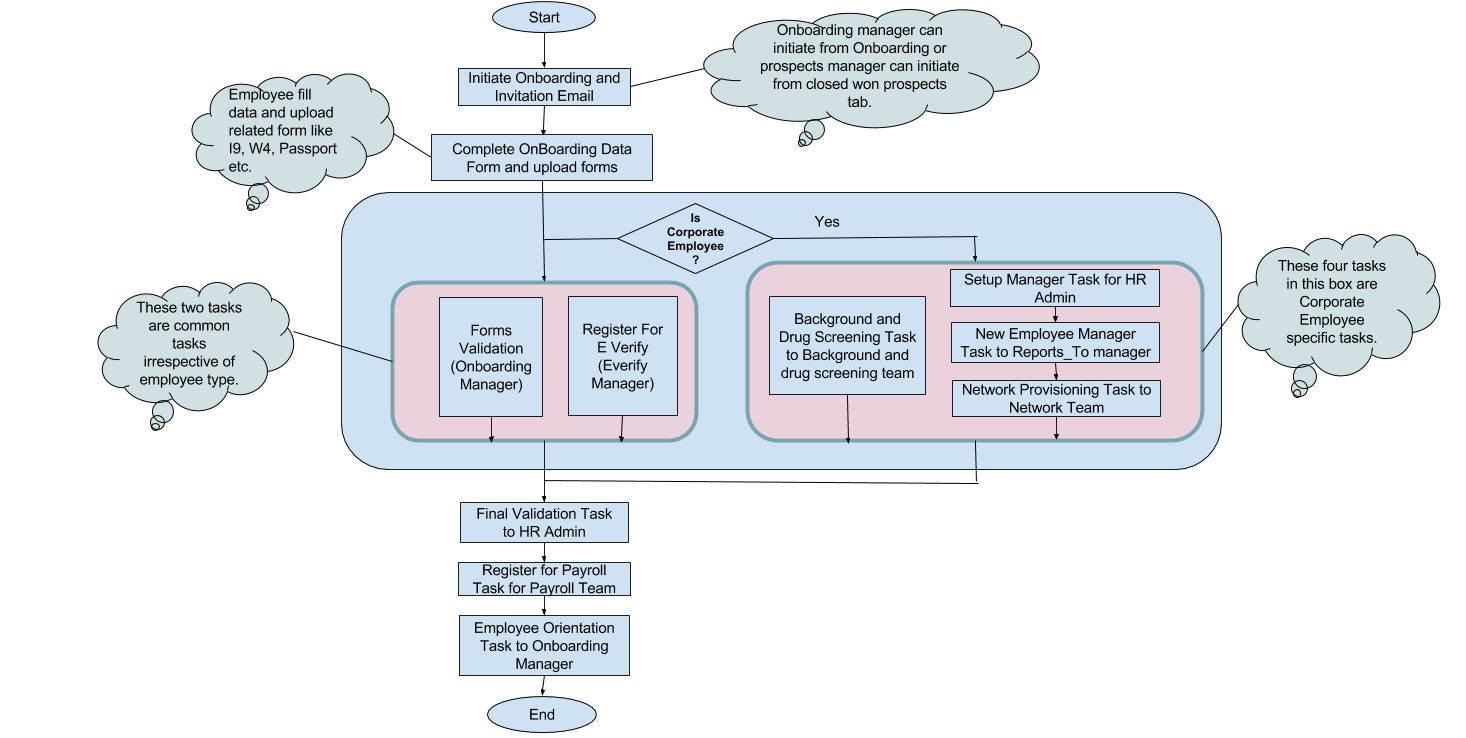 Start
Onboarding manager can
initiate from Onboarding or
prospects manager can initiate
from closed won prospects
tab.
Initiate Onboarding and
Invitation Email
Employee fill
data and upload
related form like
I9, W4, Passport
etc.
Complete OnBoarding Data
Form and upload forms
Is
Corporate
Employee
?
Yes
These two tasks
are common
tasks
irrespective of
employee type.
Forms
Validation
(Onboarding
Manager)
Register For
E Verify
(Everify
Manager)
Background and
Drug Screening Task
to Background and
drug screening team
Setup Manager Task for HR
Admin
New Employee Manager
Task to Reports_To manager
Network Provisioning Task to
Network Team
These four tasks
in this box are
Corporate
Employee
specific tasks.
Final Validation Task
to HR Admin
Register for Payroll
Task for Payroll Team
Employee Orientation
Task to Onboarding
Manager
End